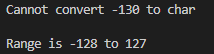 Cannot convert -130 to char
Range is -128 to 127